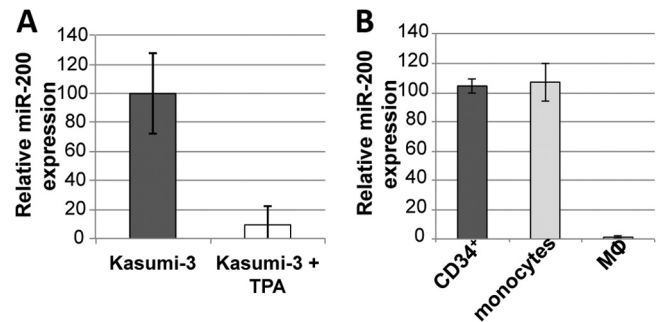 A
Relative miR-200
expression
140
120
100
80
60
40
20
0
Kasumi-3
Kasumi-3 +
TPA
B
Relative miR-200
expression
140
120
100
80
60
40
20
0
CD34⁺
monocytes
MΦ